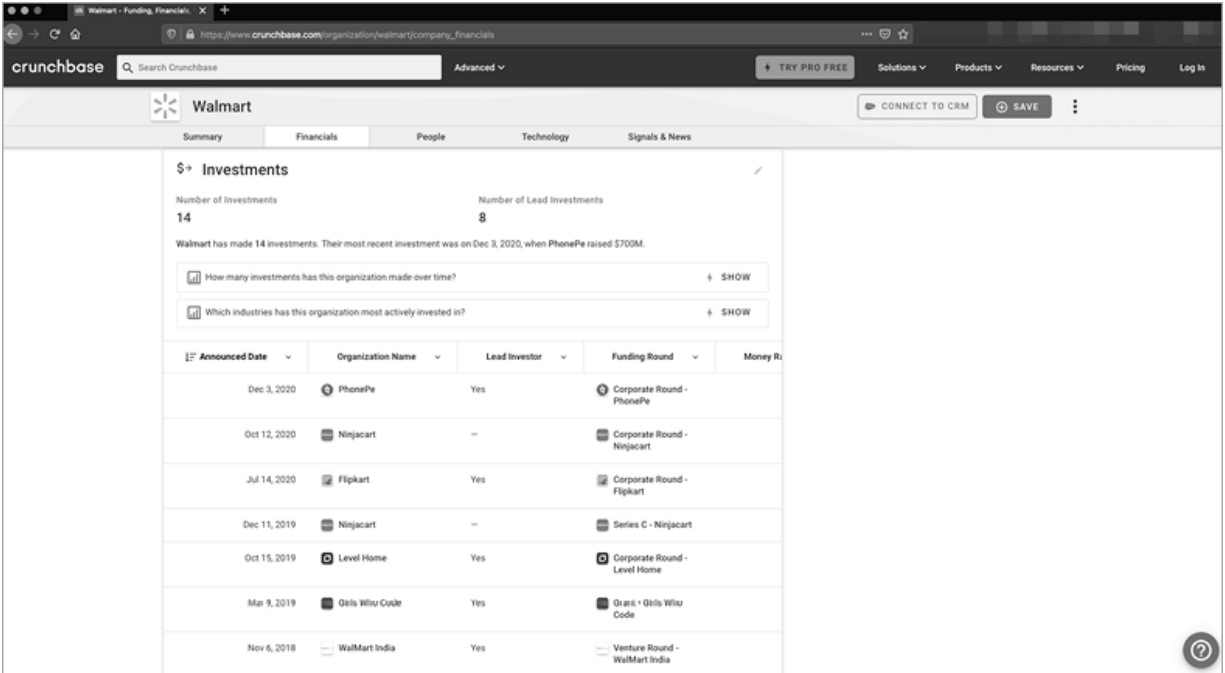 Walmart - Funding, Financials,
https://www.crunchbase.com/organization/walmart/company_financials
crunchbase Search Crunchbase Advanced TRY PRO FREE Solutions Products Resources Pricing Log In
Walmart CONNECT TO CRM SAVE
Summary Financials People Technology Signals & News
$ Investments
Number of Investments Number of Lead Investments
14 8
Walmart has made 14 investments. Their most recent investment was on Dec 3, 2020, when PhonePe raised $700M.
How many investments has this organization made over time? SHOW
Which industries has this organization most actively invested in? SHOW
Announced Date Organization Name Lead Investor Funding Round Money Ra
Dec 3, 2020 PhonePe Yes Corporate Round -
PhonePe
Oct 12, 2020 Ninjacart — Corporate Round -
Ninjacart
Jul 14, 2020 Flipkart Yes Corporate Round -
Flipkart
Dec 11, 2019 Ninjacart — Series C - Ninjacart
Oct 15, 2019 Level Home Yes Corporate Round -
Level Home
Mar 9, 2019 Girls Who Code Yes Grant - Girls Who
Code
Nov 6, 2018 WalMart India Yes Venture Round -
WalMart India